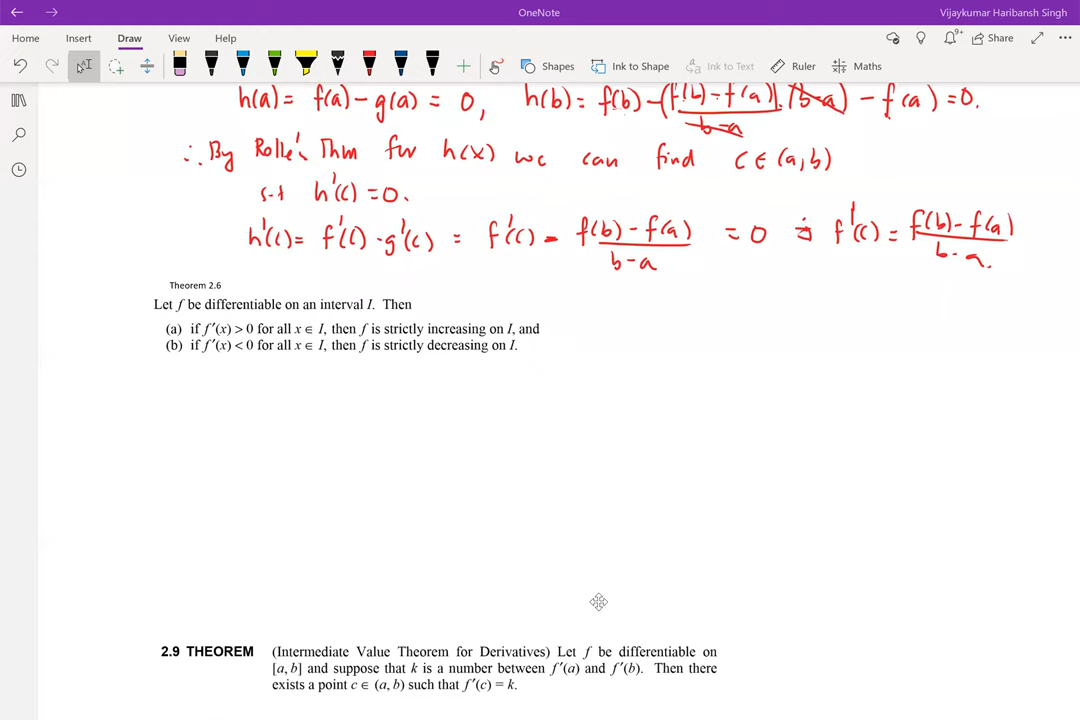 OneNote
Vijaykumar Haribansh Singh
Home Insert Draw View Help
9+ Share
Shapes Ink to Shape Ink to Text Ruler Maths
h(a) = f(a) - g(a) = 0, h(b) = f(b) - (f(b) - f(a)) / (b-a) . (b-a) - f(a) = 0.
∴ By Rolle's Thm for h(x) we can find c ∈ (a,b)
s.t h'(c) = 0.
h'(c) = f'(c) - g'(c) = f'(c) - (f(b) - f(a)) / (b-a) = 0 ⇒ f'(c) = (f(b) - f(a)) / (b-a).
Theorem 2.6
Let f be differentiable on an interval I. Then
(a) if f′(x) > 0 for all x ∈ I, then f is strictly increasing on I, and
(b) if f′(x) < 0 for all x ∈ I, then f is strictly decreasing on I.
2.9 THEOREM (Intermediate Value Theorem for Derivatives) Let f be differentiable on
[a, b] and suppose that k is a number between f′(a) and f′(b). Then there
exists a point c ∈ (a, b) such that f′(c) = k.